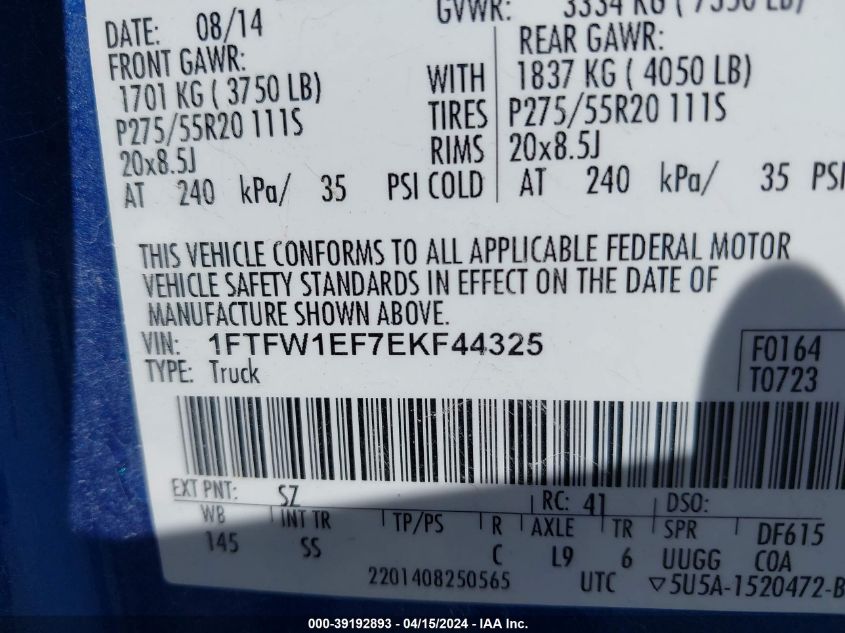 DATE: 08/14 GVWR: 3334 KG ( 7350 LB)
FRONT GAWR: REAR GAWR:
1701 KG ( 3750 LB) WITH 1837 KG ( 4050 LB)
P275/55R20 111S TIRES P275/55R20 111S
20x8.5J RIMS 20x8.5J
AT 240 kPa/ 35 PSI COLD AT 240 kPa/ 35 PSI
THIS VEHICLE CONFORMS TO ALL APPLICABLE FEDERAL MOTOR
VEHICLE SAFETY STANDARDS IN EFFECT ON THE DATE OF
MANUFACTURE SHOWN ABOVE.
VIN: 1FTFW1EF7EKF44325 F0164
TYPE: Truck T0723
EXT PNT: SZ RC: 41 DSO:
WB INT TR TP/PS R AXLE TR SPR DF615
145 SS C L9 6 UUGG COA
2201408250565 UTC ▽5U5A-1520472-B
000-39192893 - 04/15/2024 - IAA Inc.